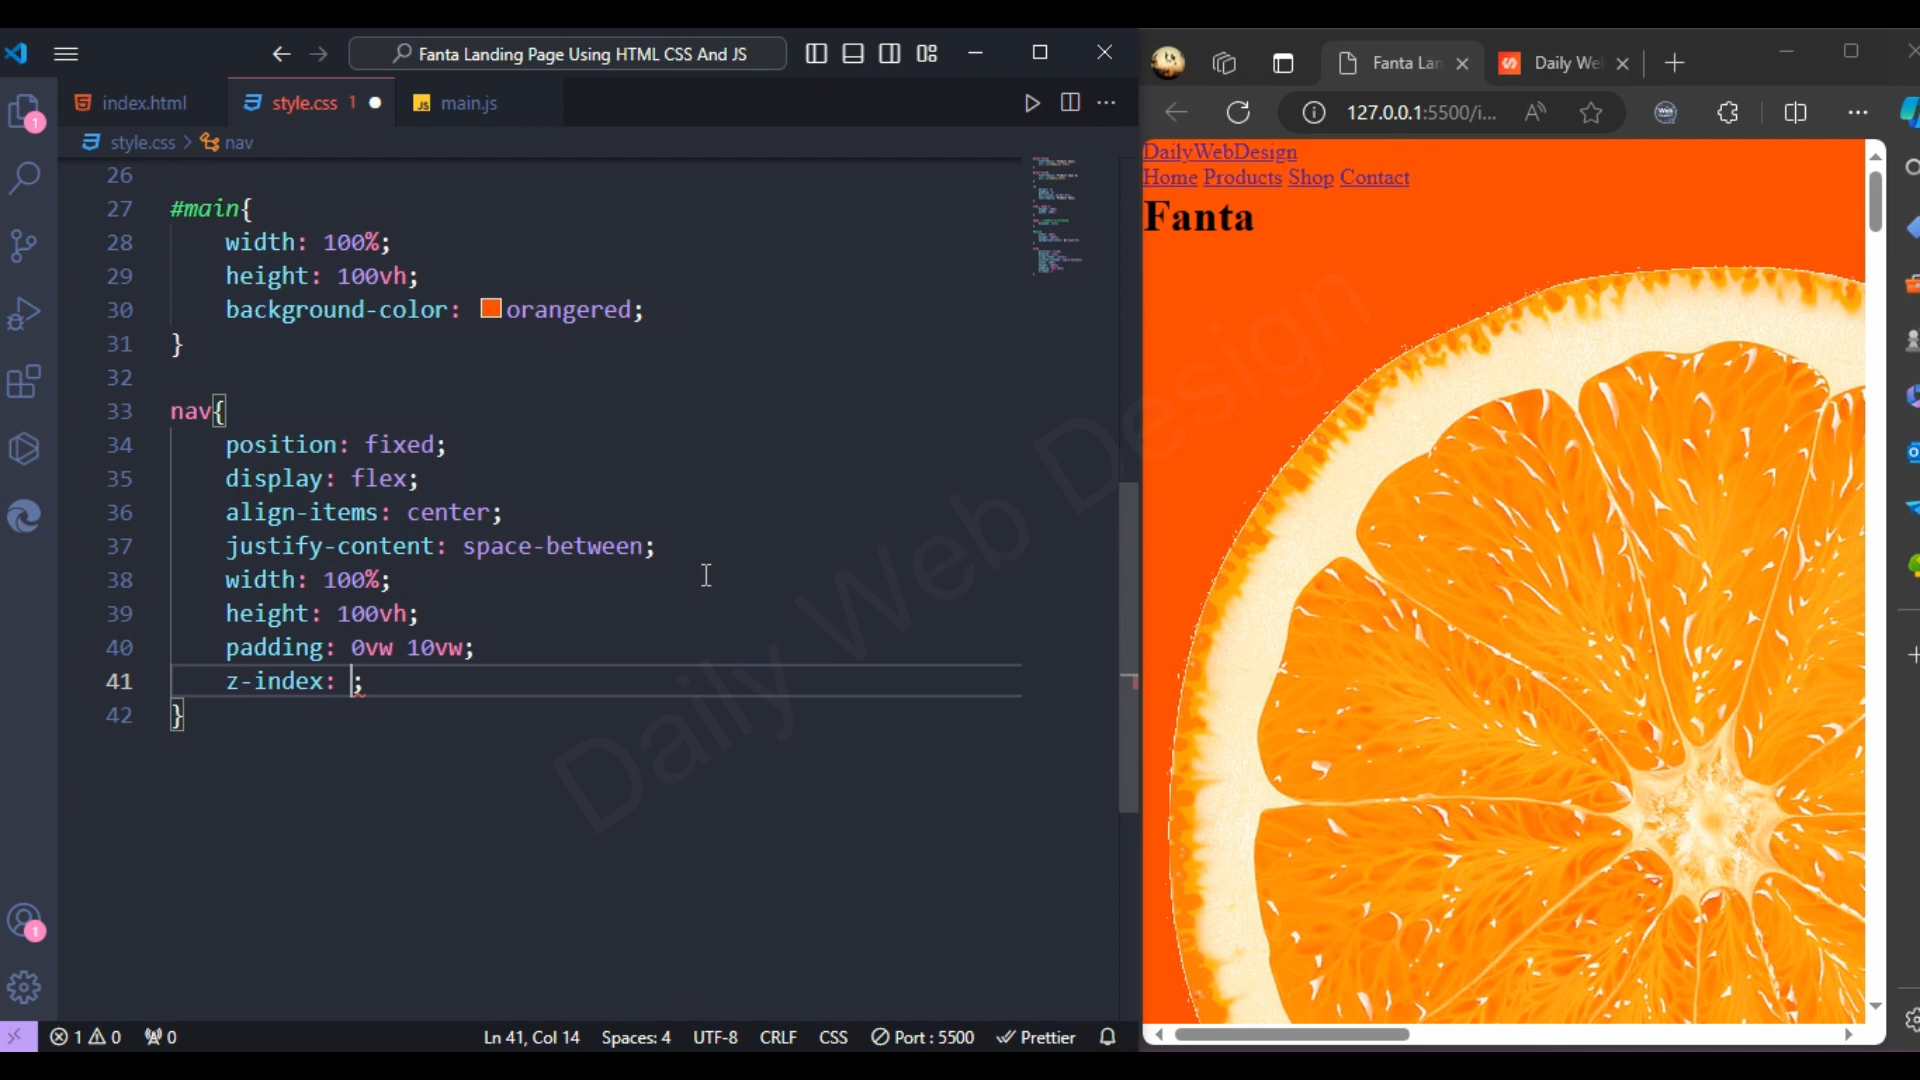 Fanta Landing Page Using HTML CSS And JS
index.html
style.css 1
main.js
style.css > nav
26
27 #main{
28 width: 100%;
29 height: 100vh;
30 background-color: orangered;
31 }
32
33 nav{
34 position: fixed;
35 display: flex;
36 align-items: center;
37 justify-content: space-between;
38 width: 100%;
39 height: 100vh;
40 padding: 0vw 10vw;
41 z-index: ;
42 }
1
1
1 0 0
Ln 41, Col 14
Spaces: 4
UTF-8
CRLF
CSS
Port : 5500
Prettier
Fanta Lan
Daily We
127.0.0.1:5500/i...
DailyWebDesign
Home Products Shop Contact
Fanta
Daily Web Design